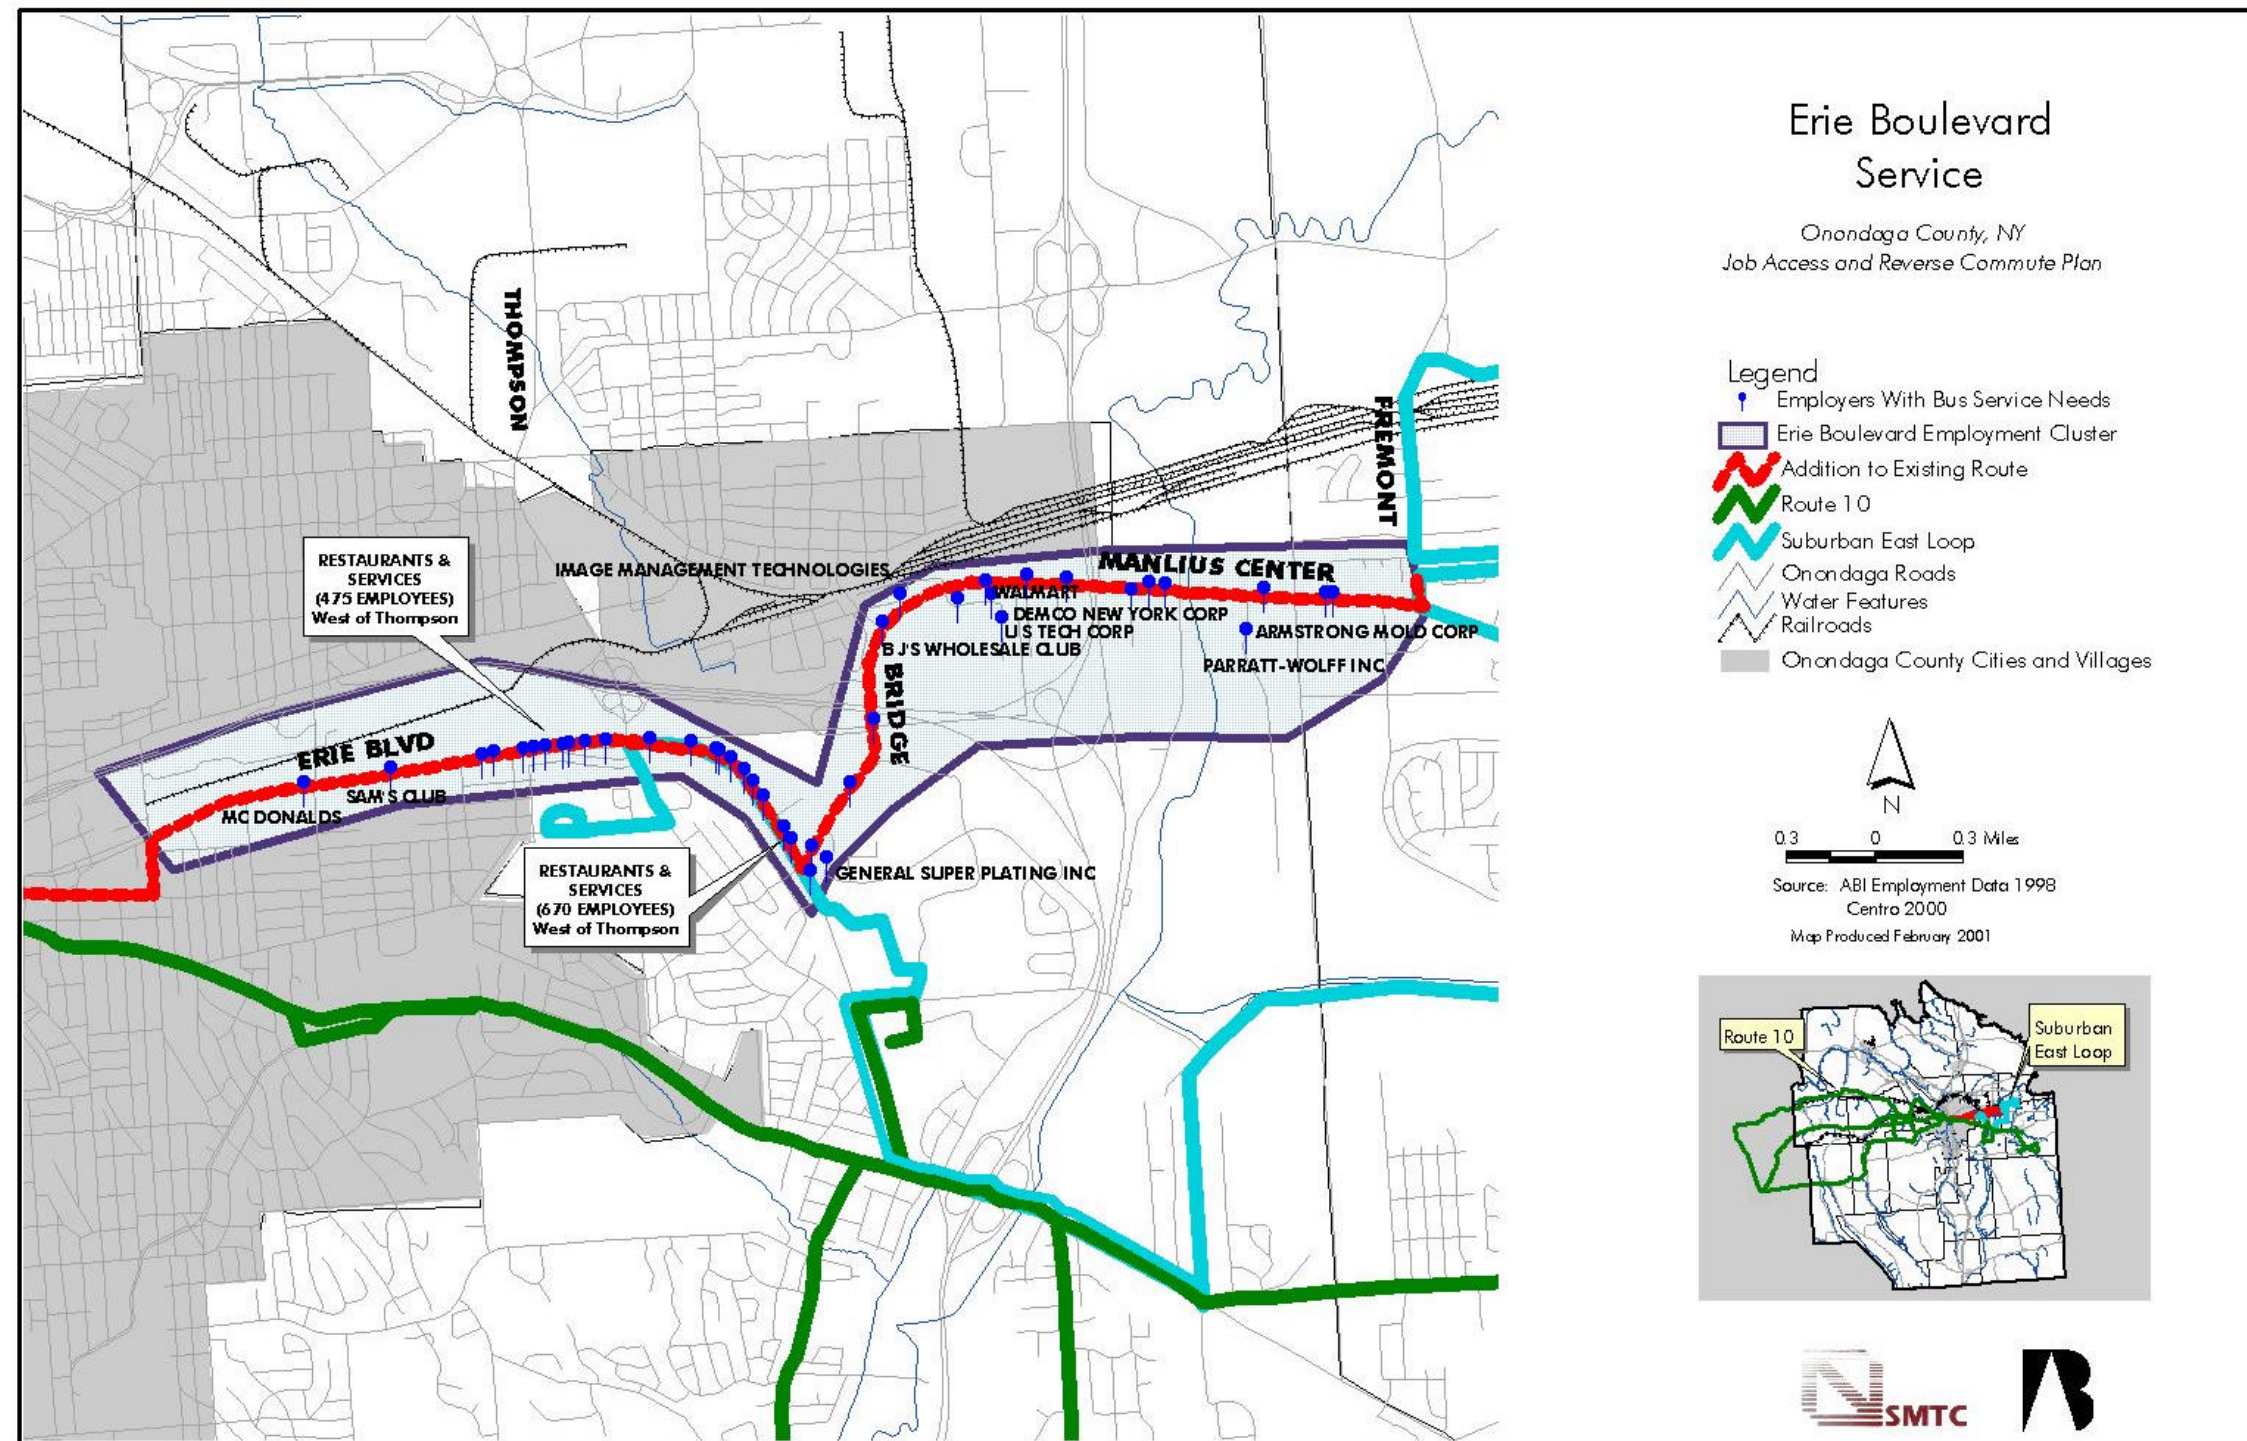 Erie Boulevard
Service
Onondaga County, NY
Job Access and Reverse Commute Plan
Legend
Employers With Bus Service Needs
Erie Boulevard Employment Cluster
Addition to Existing Route
Route 10
Suburban East Loop
Onondaga Roads
Water Features
Railroads
Onondaga County Cities and Villages
N
0.3 0 0.3 Miles
Source: ABI Employment Data 1998
Centro 2000
Map Produced February 2001
Route 10
Suburban
East Loop
SMTC
THOMPSON
FREMONT
RESTAURANTS &
SERVICES
(475 EMPLOYEES)
West of Thompson
IMAGE MANAGEMENT TECHNOLOGIES
MANLIUS CENTER
WALMART
DEMCO NEW YORK CORP
U S TECH CORP
ARMSTRONG MOLD CORP
B J'S WHOLESALE CLUB
PARRATT-WOLFF INC
BRIDGE
ERIE BLVD
SAM'S CLUB
MC DONALDS
RESTAURANTS &
SERVICES
(670 EMPLOYEES)
West of Thompson
GENERAL SUPER PLATING INC